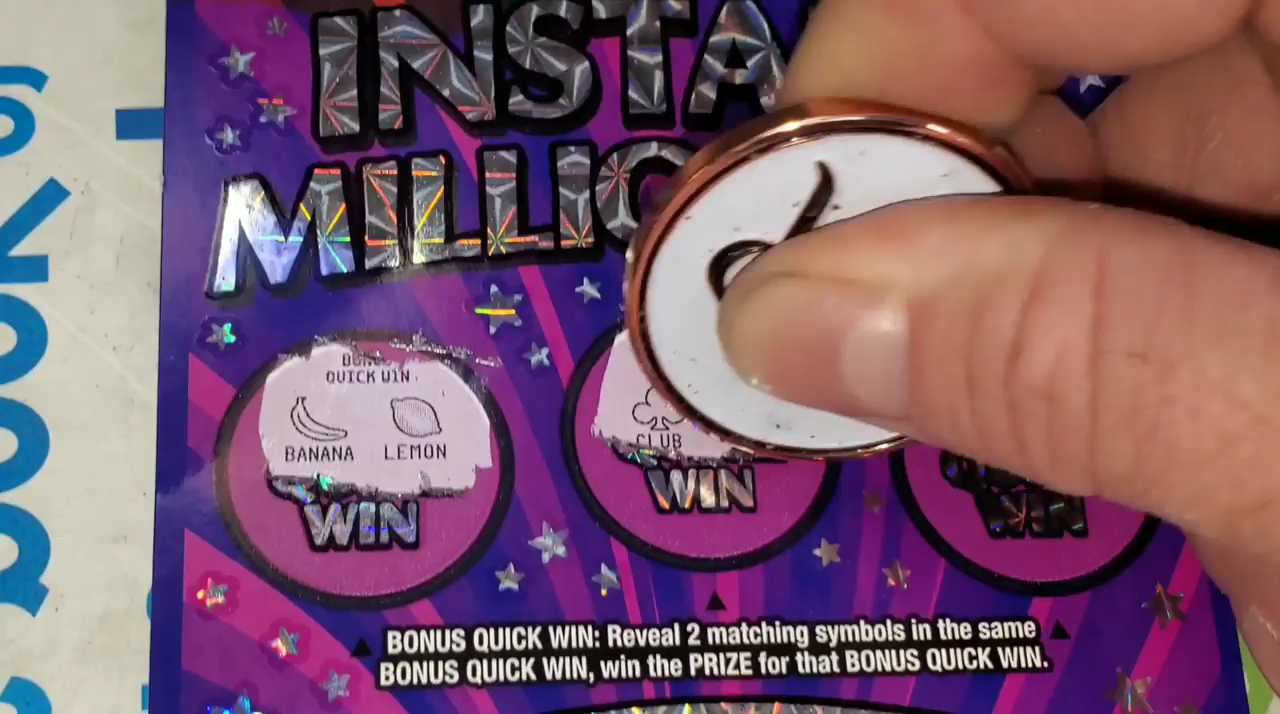 INSTA
MILLIO
QUICK WIN
BANANA LEMON
CLUB
WIN
WIN
WIN
BONUS QUICK WIN: Reveal 2 matching symbols in the same
BONUS QUICK WIN, win the PRIZE for that BONUS QUICK WIN.